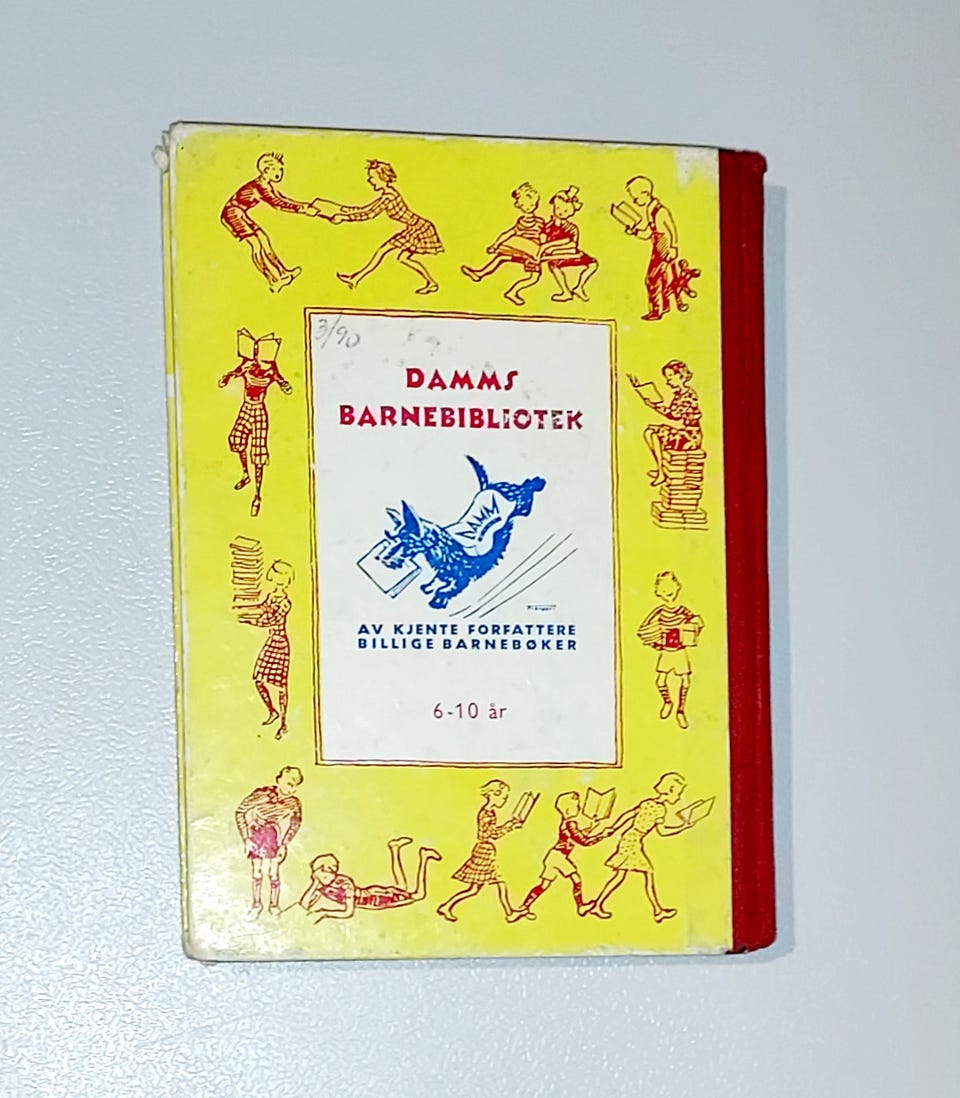 3/90
DAMMS
BARNEBIBLIOTEK
DAMM
AV KJENTE FORFATTERE
BILLIGE BARNEBØKER
6-10 år